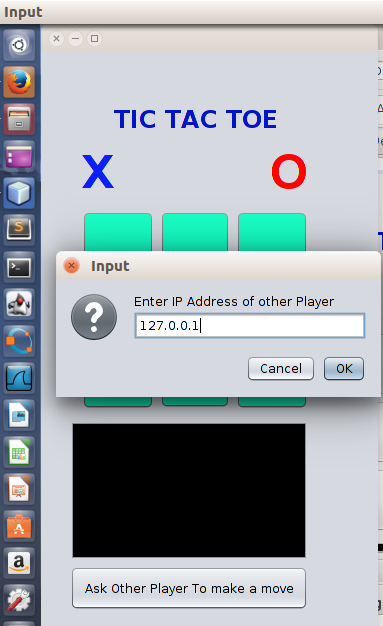 Input
TIC TAC TOE
X O
Input
Enter IP Address of other Player
127.0.0.1
Cancel OK
Ask Other Player To make a move